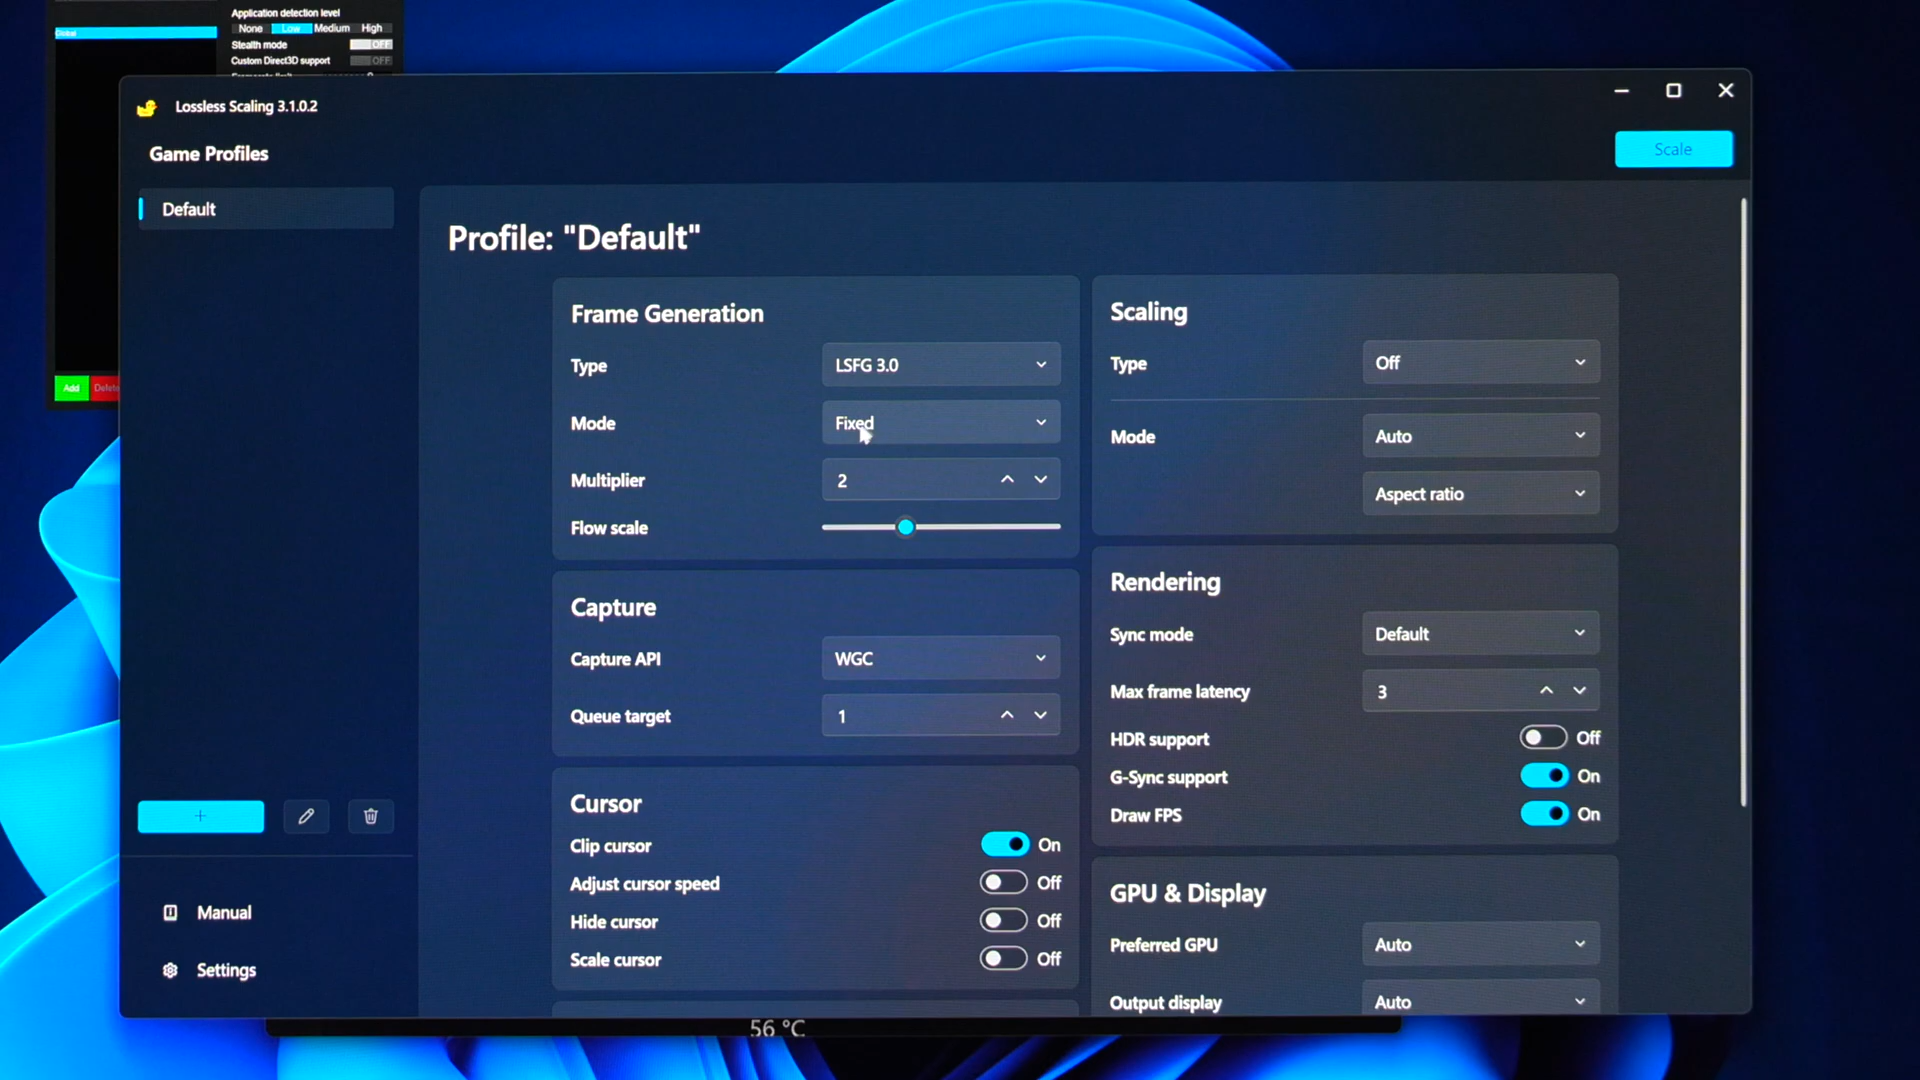 Application detection level
None Low Medium High
Stealth mode OFF
Custom Direct3D support OFF
Global
Add Delete
Lossless Scaling 3.1.0.2
Game Profiles
Scale
Default
Profile: "Default"
Frame Generation
Type LSFG 3.0
Mode Fixed
Multiplier 2
Flow scale
Capture
Capture API WGC
Queue target 1
Cursor
Clip cursor On
Adjust cursor speed Off
Hide cursor Off
Scale cursor Off
Scaling
Type Off
Mode Auto
Aspect ratio
Rendering
Sync mode Default
Max frame latency 3
HDR support Off
G-Sync support On
Draw FPS On
GPU & Display
Preferred GPU Auto
Output display Auto
+
Manual
Settings
56 °C